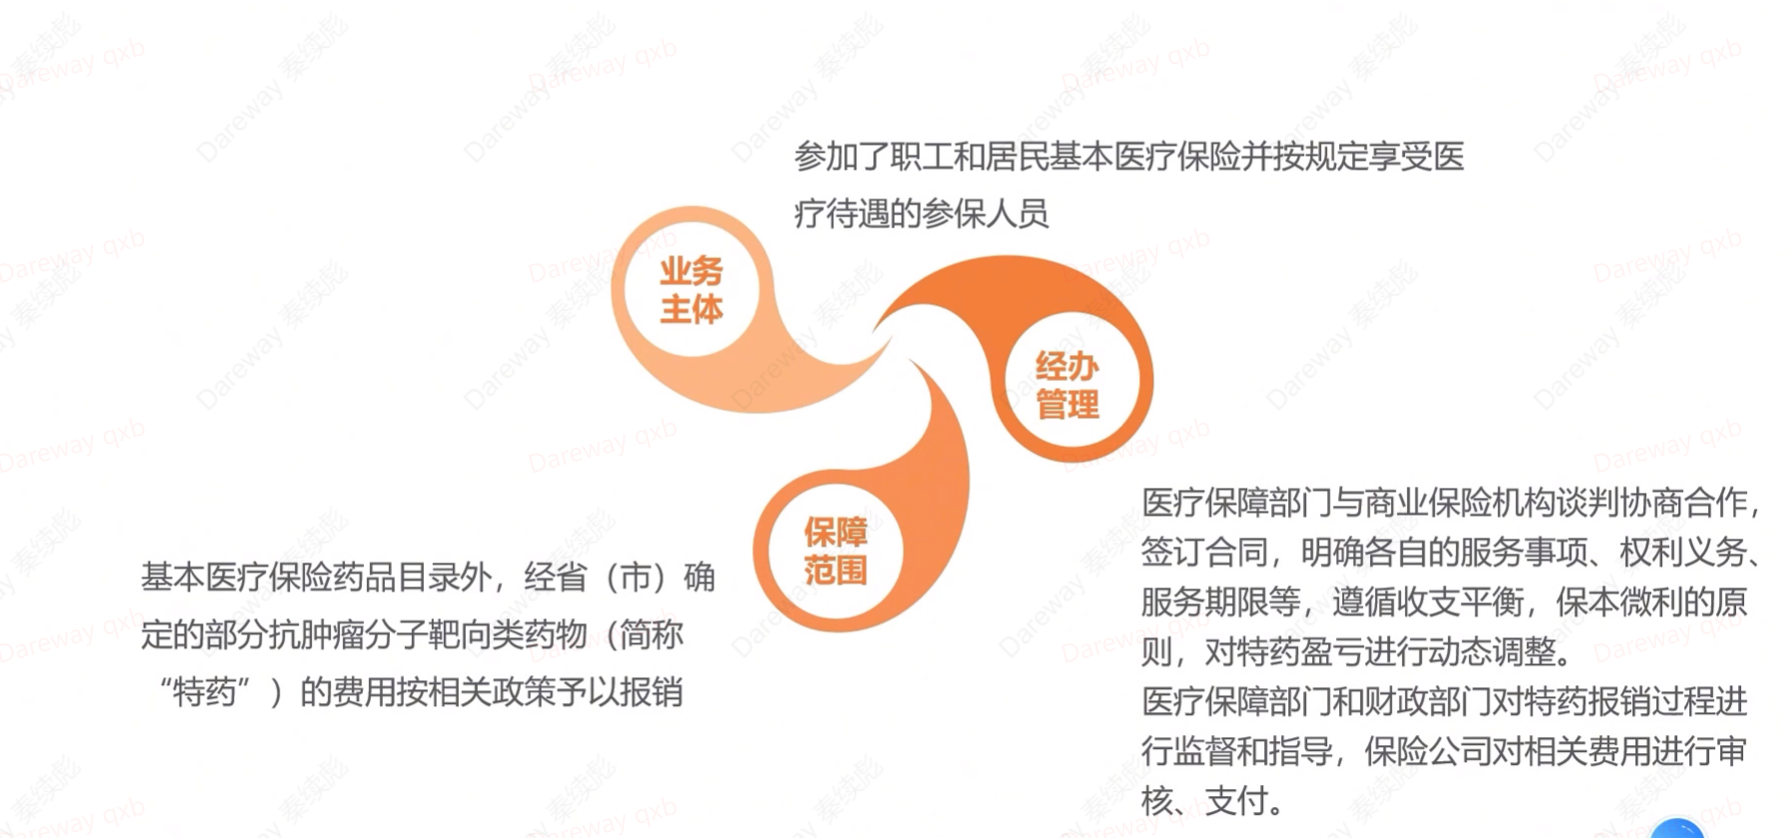 参加了职工和居民基本医疗保险并按规定享受医
疗待遇的参保人员
业务
主体
经办
管理
保障
范围
基本医疗保险药品目录外，经省（市）确
定的部分抗肿瘤分子靶向类药物（简称
“特药”）的费用按相关政策予以报销
医疗保障部门与商业保险机构谈判协商合作，
签订合同，明确各自的服务事项、权利义务、
服务期限等，遵循收支平衡，保本微利的原
则，对特药盈亏进行动态调整。
医疗保障部门和财政部门对特药报销过程进
行监督和指导，保险公司对相关费用进行审
核、支付。
Dareway 秦续彪
Dareway qxb